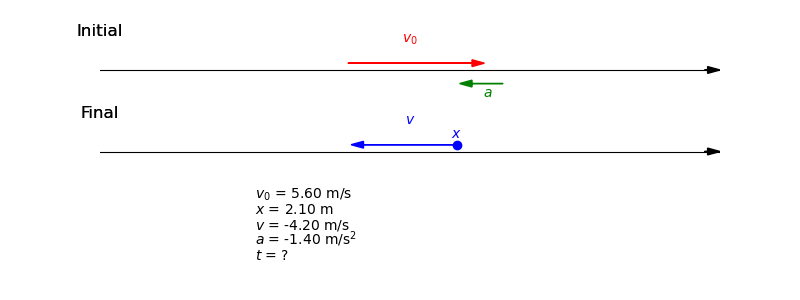 Initial
v₀
a
Final
v
x
v₀ = 5.60 m/s
x = 2.10 m
v = -4.20 m/s
a = -1.40 m/s²
t = ?